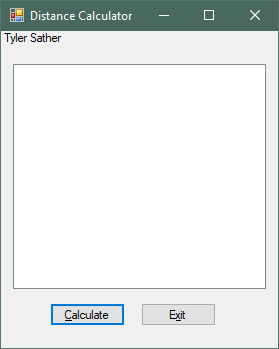 Distance Calculator
Tyler Sather
Calculate
Exit